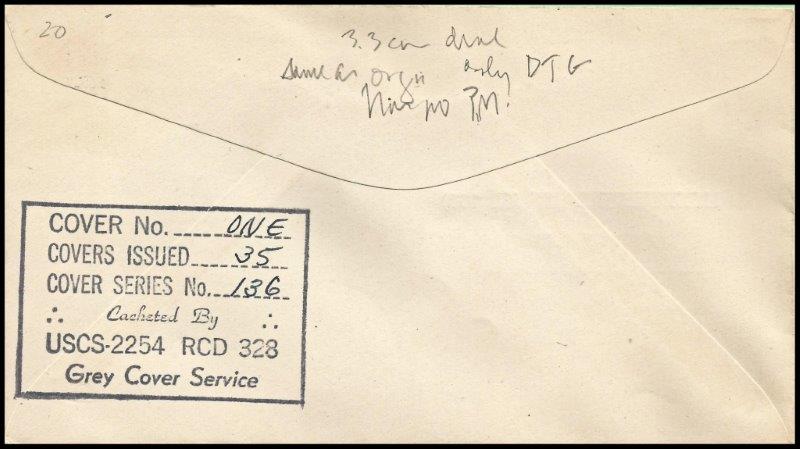 20
3.3 cm dial
same as orgn only DTG
PM!
COVER No. ONE
COVERS ISSUED 35
COVER SERIES No. 136
Cacheted By
USCS-2254 RCD 328
Grey Cover Service